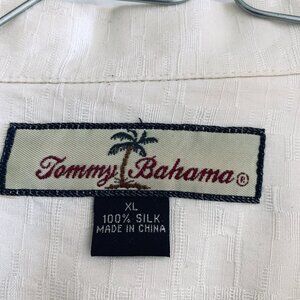 Tommy Bahama®
XL
100% SILK
MADE IN CHINA